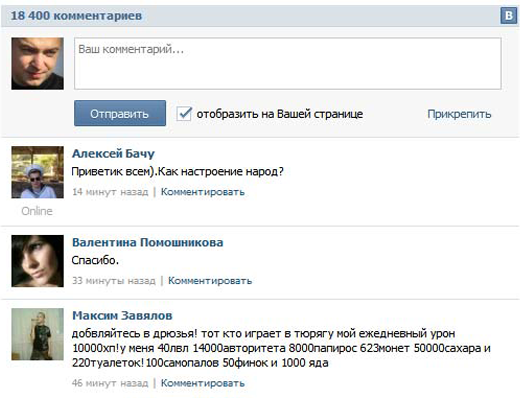 18 400 комментариев
В
Ваш комментарий...
Отправить
отобразить на Вашей странице
Прикрепить
Алексей Бачу
Приветик всем).Как настроение народ?
14 минут назад | Комментировать
Online
Валентина Помошникова
Спасибо.
33 минуты назад | Комментировать
Максим Завялов
добвляйтесь в дрюзья! тот кто играет в тюрягу мой ежедневный урон
10000хп!у меня 40лвл 14000авторитета 8000папирос 623монет 50000сахара и
220туалеток!100самопалов 50финок и 1000 яда
46 минут назад | Комментировать